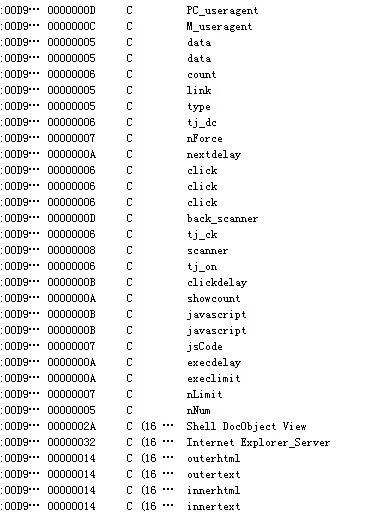 :00D9… 0000000D C PC_useragent
:00D9… 0000000C C M_useragent
:00D9… 00000005 C data
:00D9… 00000005 C data
:00D9… 00000006 C count
:00D9… 00000005 C link
:00D9… 00000005 C type
:00D9… 00000006 C tj_dc
:00D9… 00000007 C nForce
:00D9… 0000000A C nextdelay
:00D9… 00000006 C click
:00D9… 00000006 C click
:00D9… 00000006 C click
:00D9… 0000000D C back_scanner
:00D9… 00000006 C tj_ck
:00D9… 00000008 C scanner
:00D9… 00000006 C tj_on
:00D9… 0000000B C clickdelay
:00D9… 0000000A C showcount
:00D9… 0000000B C javascript
:00D9… 0000000B C javascript
:00D9… 00000007 C jsCode
:00D9… 0000000A C execdelay
:00D9… 0000000A C execlimit
:00D9… 00000007 C nLimit
:00D9… 00000005 C nNum
:00D9… 0000002A C (16 … Shell DocObject View
:00D9… 00000032 C (16 … Internet Explorer_Server
:00D9… 00000014 C (16 … outerhtml
:00D9… 00000014 C (16 … outertext
:00D9… 00000014 C (16 … innerhtml
:00D9… 00000014 C (16 … innertext